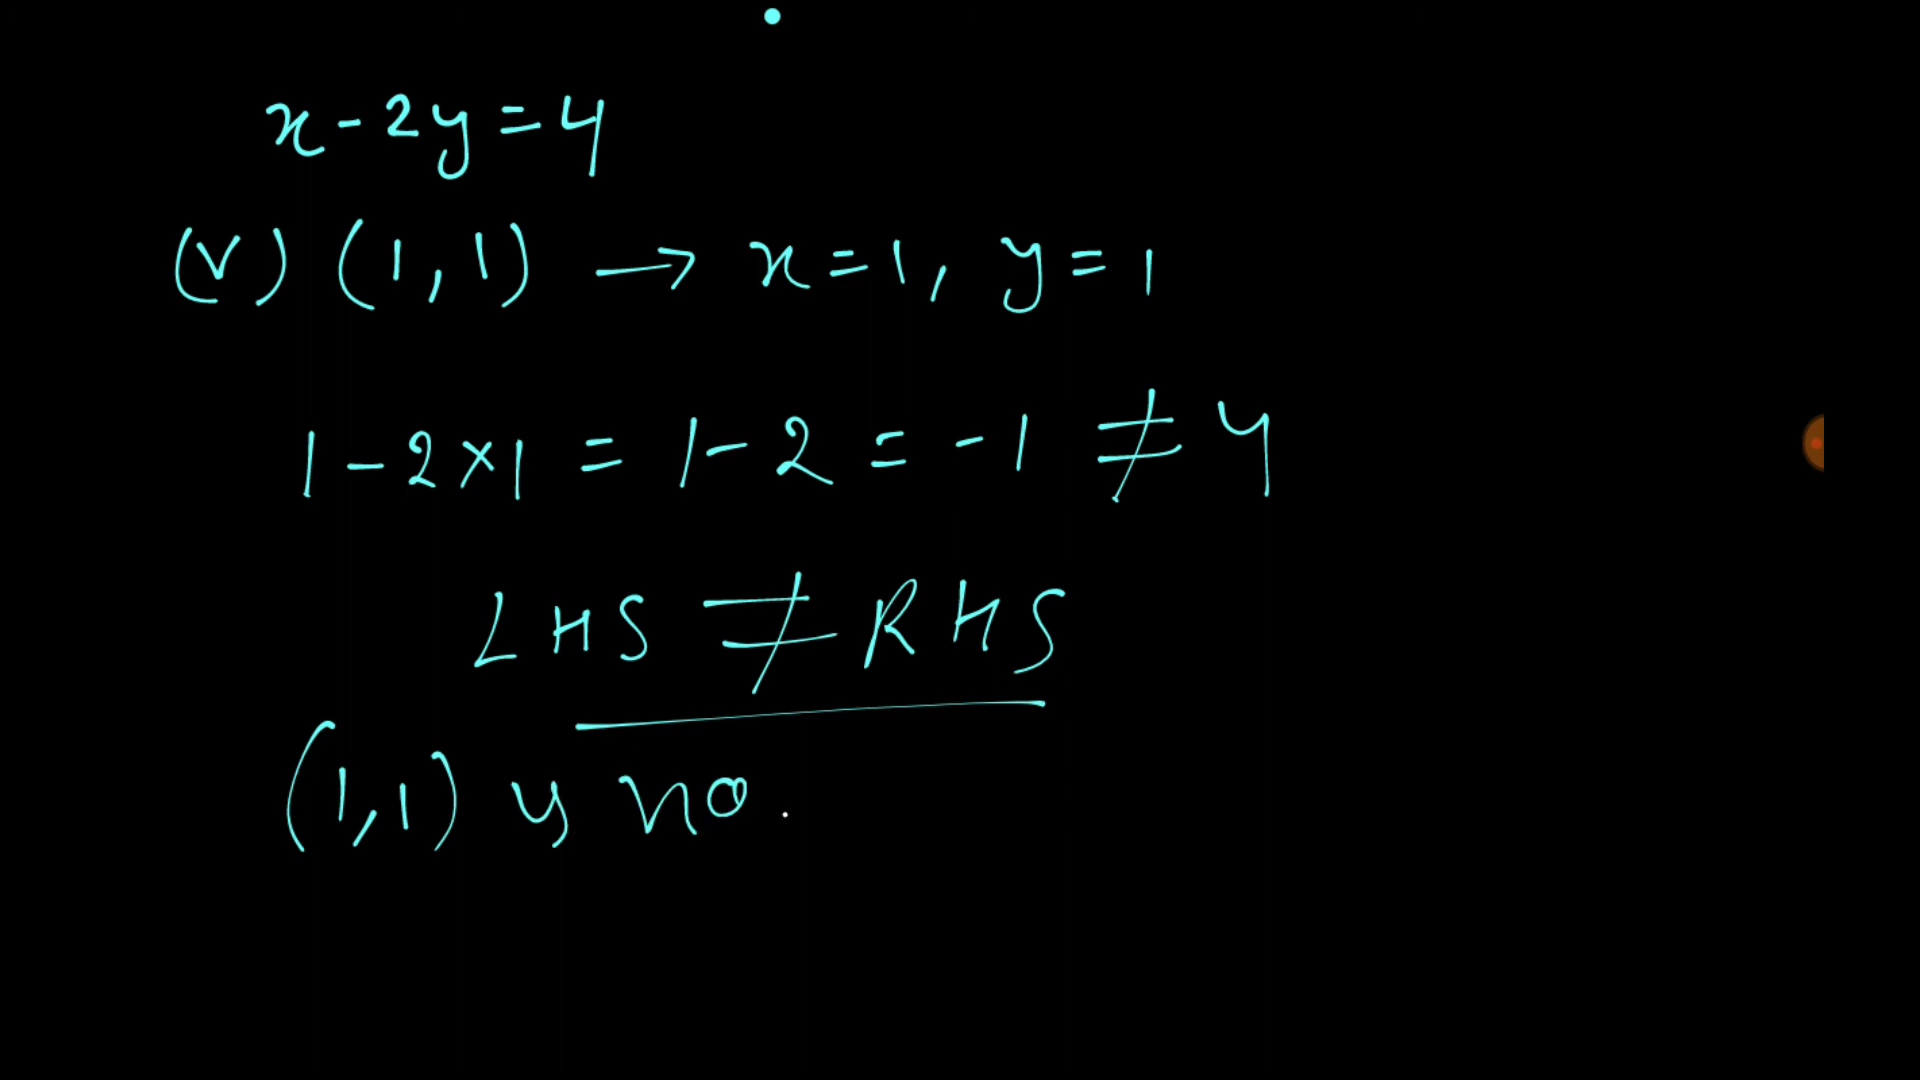 x-2y=4
(v) (1,1) → x=1, y=1
1-2×1 = 1-2 = -1 ≠ 4
LHS ≠ RHS
(1,1) is no